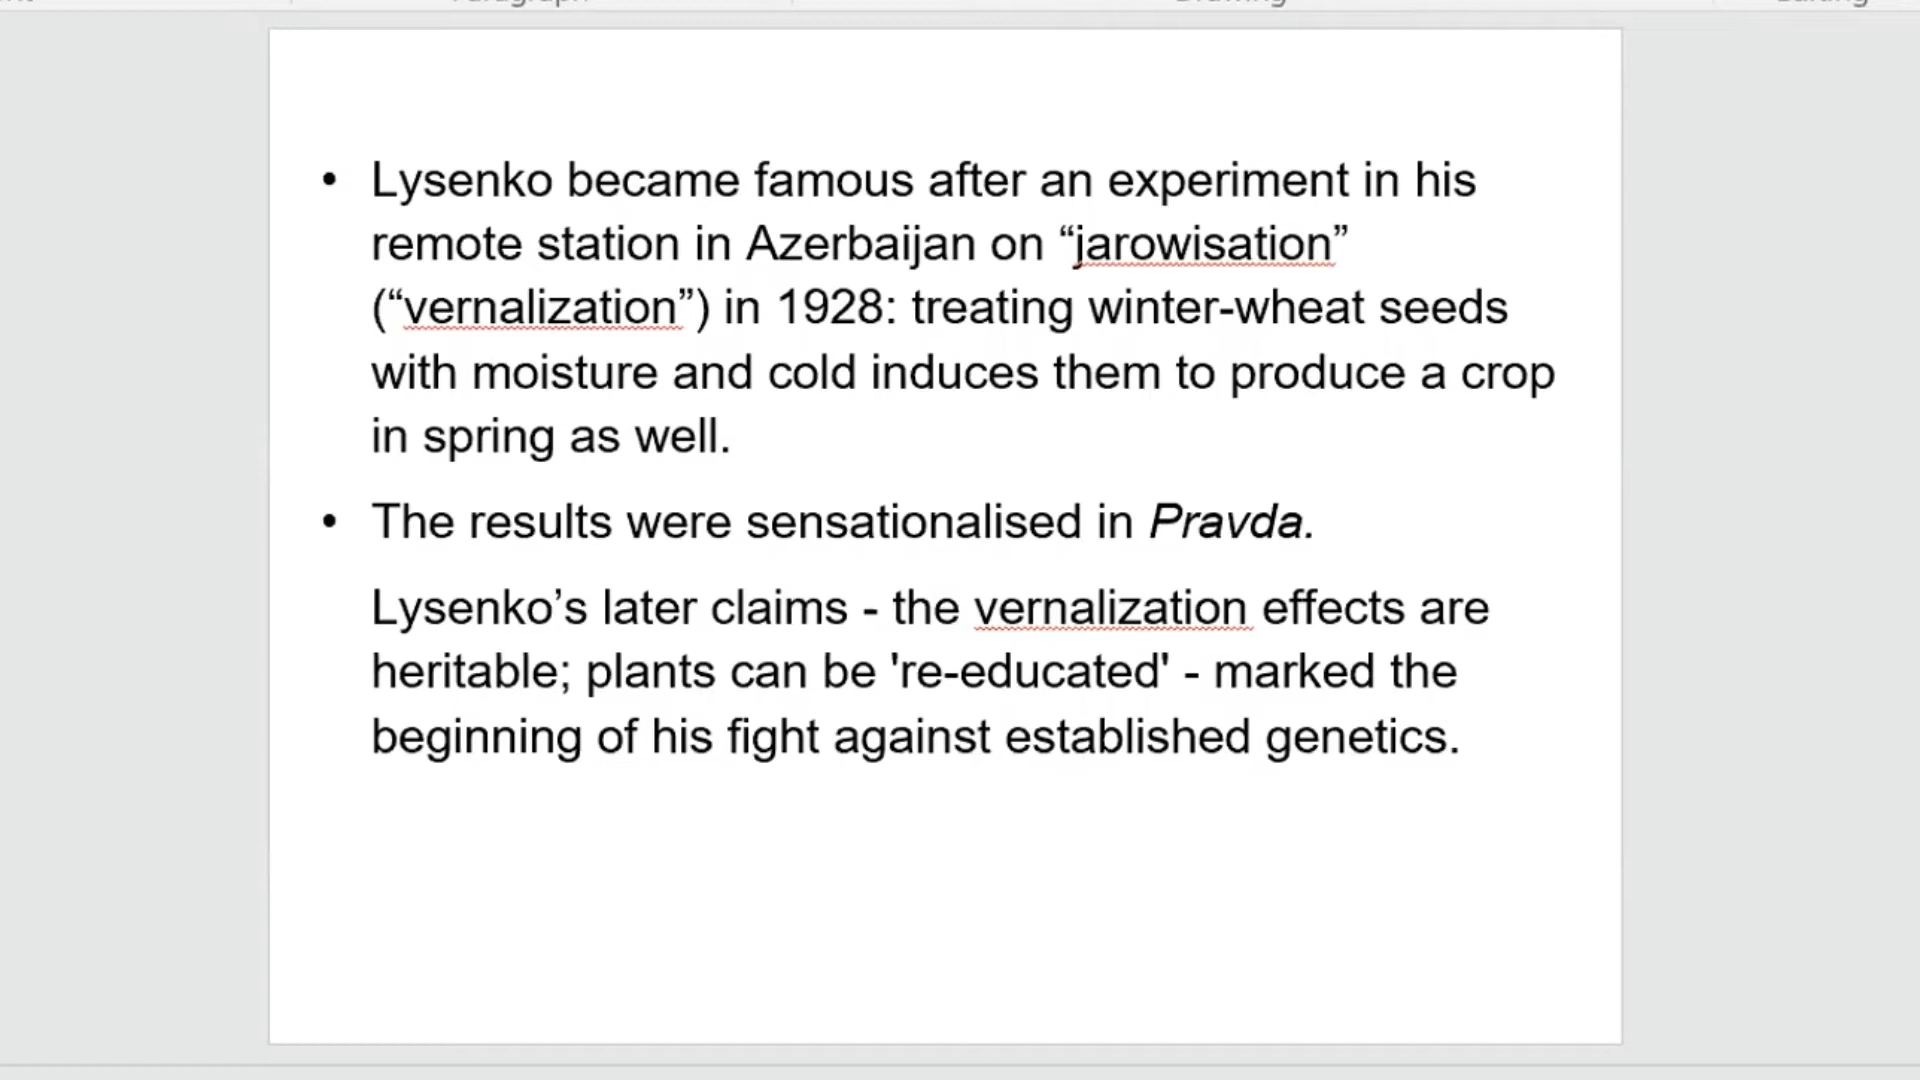 • Lysenko became famous after an experiment in his
remote station in Azerbaijan on “jarowisation”
(“vernalization”) in 1928: treating winter-wheat seeds
with moisture and cold induces them to produce a crop
in spring as well.
• The results were sensationalised in Pravda.
Lysenko’s later claims - the vernalization effects are
heritable; plants can be 're-educated' - marked the
beginning of his fight against established genetics.